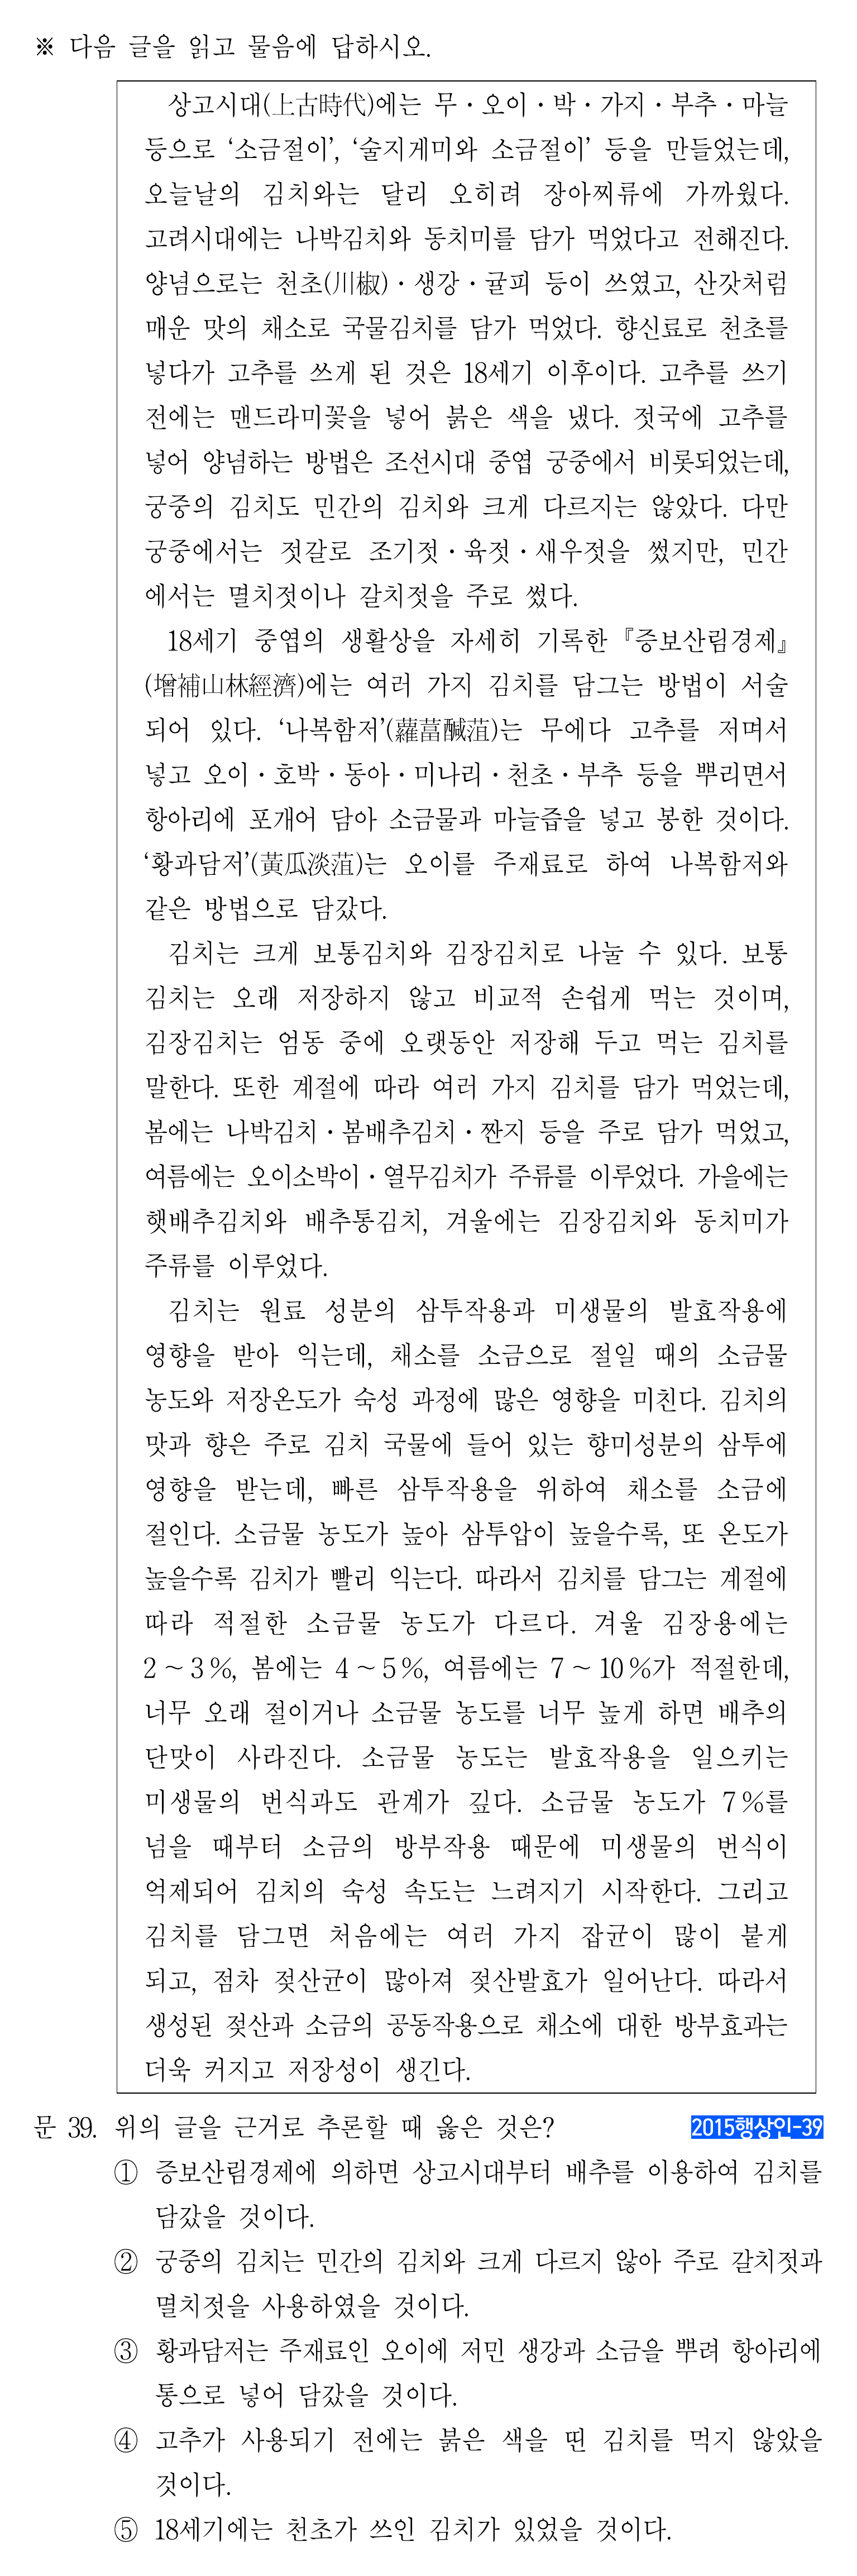 ※ 다음 글을 읽고 물음에 답하시오.
상고시대(上古時代)에는 무·오이·박·가지·부추·마늘
등으로 ‘소금절이’, ‘술지게미와 소금절이’ 등을 만들었는데,
오늘날의 김치와는 달리 오히려 장아찌류에 가까웠다.
고려시대에는 나박김치와 동치미를 담가 먹었다고 전해진다.
양념으로는 천초(川椒)·생강·귤피 등이 쓰였고, 산갓처럼
매운 맛의 채소로 국물김치를 담가 먹었다. 향신료로 천초를
넣다가 고추를 쓰게 된 것은 18세기 이후이다. 고추를 쓰기
전에는 맨드라미꽃을 넣어 붉은 색을 냈다. 젓국에 고추를
넣어 양념하는 방법은 조선시대 중엽 궁중에서 비롯되었는데,
궁중의 김치도 민간의 김치와 크게 다르지는 않았다. 다만
궁중에서는 젓갈로 조기젓·육젓·새우젓을 썼지만, 민간
에서는 멸치젓이나 갈치젓을 주로 썼다.
18세기 중엽의 생활상을 자세히 기록한 『증보산림경제』
(增補山林經濟)에는 여러 가지 김치를 담그는 방법이 서술
되어 있다. ‘나복함저’(蘿葍醎菹)는 무에다 고추를 저며서
넣고 오이·호박·동아·미나리·천초·부추 등을 뿌리면서
항아리에 포개어 담아 소금물과 마늘즙을 넣고 봉한 것이다.
‘황과담저’(黃瓜淡菹)는 오이를 주재료로 하여 나복함저와
같은 방법으로 담갔다.
김치는 크게 보통김치와 김장김치로 나눌 수 있다. 보통
김치는 오래 저장하지 않고 비교적 손쉽게 먹는 것이며,
김장김치는 엄동 중에 오랫동안 저장해 두고 먹는 김치를
말한다. 또한 계절에 따라 여러 가지 김치를 담가 먹었는데,
봄에는 나박김치·봄배추김치·짠지 등을 주로 담가 먹었고,
여름에는 오이소박이·열무김치가 주류를 이루었다. 가을에는
햇배추김치와 배추통김치, 겨울에는 김장김치와 동치미가
주류를 이루었다.
김치는 원료 성분의 삼투작용과 미생물의 발효작용에
영향을 받아 익는데, 채소를 소금으로 절일 때의 소금물
농도와 저장온도가 숙성 과정에 많은 영향을 미친다. 김치의
맛과 향은 주로 김치 국물에 들어 있는 향미성분의 삼투에
영향을 받는데, 빠른 삼투작용을 위하여 채소를 소금에
절인다. 소금물 농도가 높아 삼투압이 높을수록, 또 온도가
높을수록 김치가 빨리 익는다. 따라서 김치를 담그는 계절에
따라 적절한 소금물 농도가 다르다. 겨울 김장용에는
2 ~ 3 %, 봄에는 4 ~ 5 %, 여름에는 7 ~ 10 %가 적절한데,
너무 오래 절이거나 소금물 농도를 너무 높게 하면 배추의
단맛이 사라진다. 소금물 농도는 발효작용을 일으키는
미생물의 번식과도 관계가 깊다. 소금물 농도가 7 %를
넘을 때부터 소금의 방부작용 때문에 미생물의 번식이
억제되어 김치의 숙성 속도는 느려지기 시작한다. 그리고
김치를 담그면 처음에는 여러 가지 잡균이 많이 붙게
되고, 점차 젖산균이 많아져 젖산발효가 일어난다. 따라서
생성된 젖산과 소금의 공동작용으로 채소에 대한 방부효과는
더욱 커지고 저장성이 생긴다.
문 39. 위의 글을 근거로 추론할 때 옳은 것은? 2015행상인-39
① 증보산림경제에 의하면 상고시대부터 배추를 이용하여 김치를
담갔을 것이다.
② 궁중의 김치는 민간의 김치와 크게 다르지 않아 주로 갈치젓과
멸치젓을 사용하였을 것이다.
③ 황과담저는 주재료인 오이에 저민 생강과 소금을 뿌려 항아리에
통으로 넣어 담갔을 것이다.
④ 고추가 사용되기 전에는 붉은 색을 띤 김치를 먹지 않았을
것이다.
⑤ 18세기에는 천초가 쓰인 김치가 있었을 것이다.